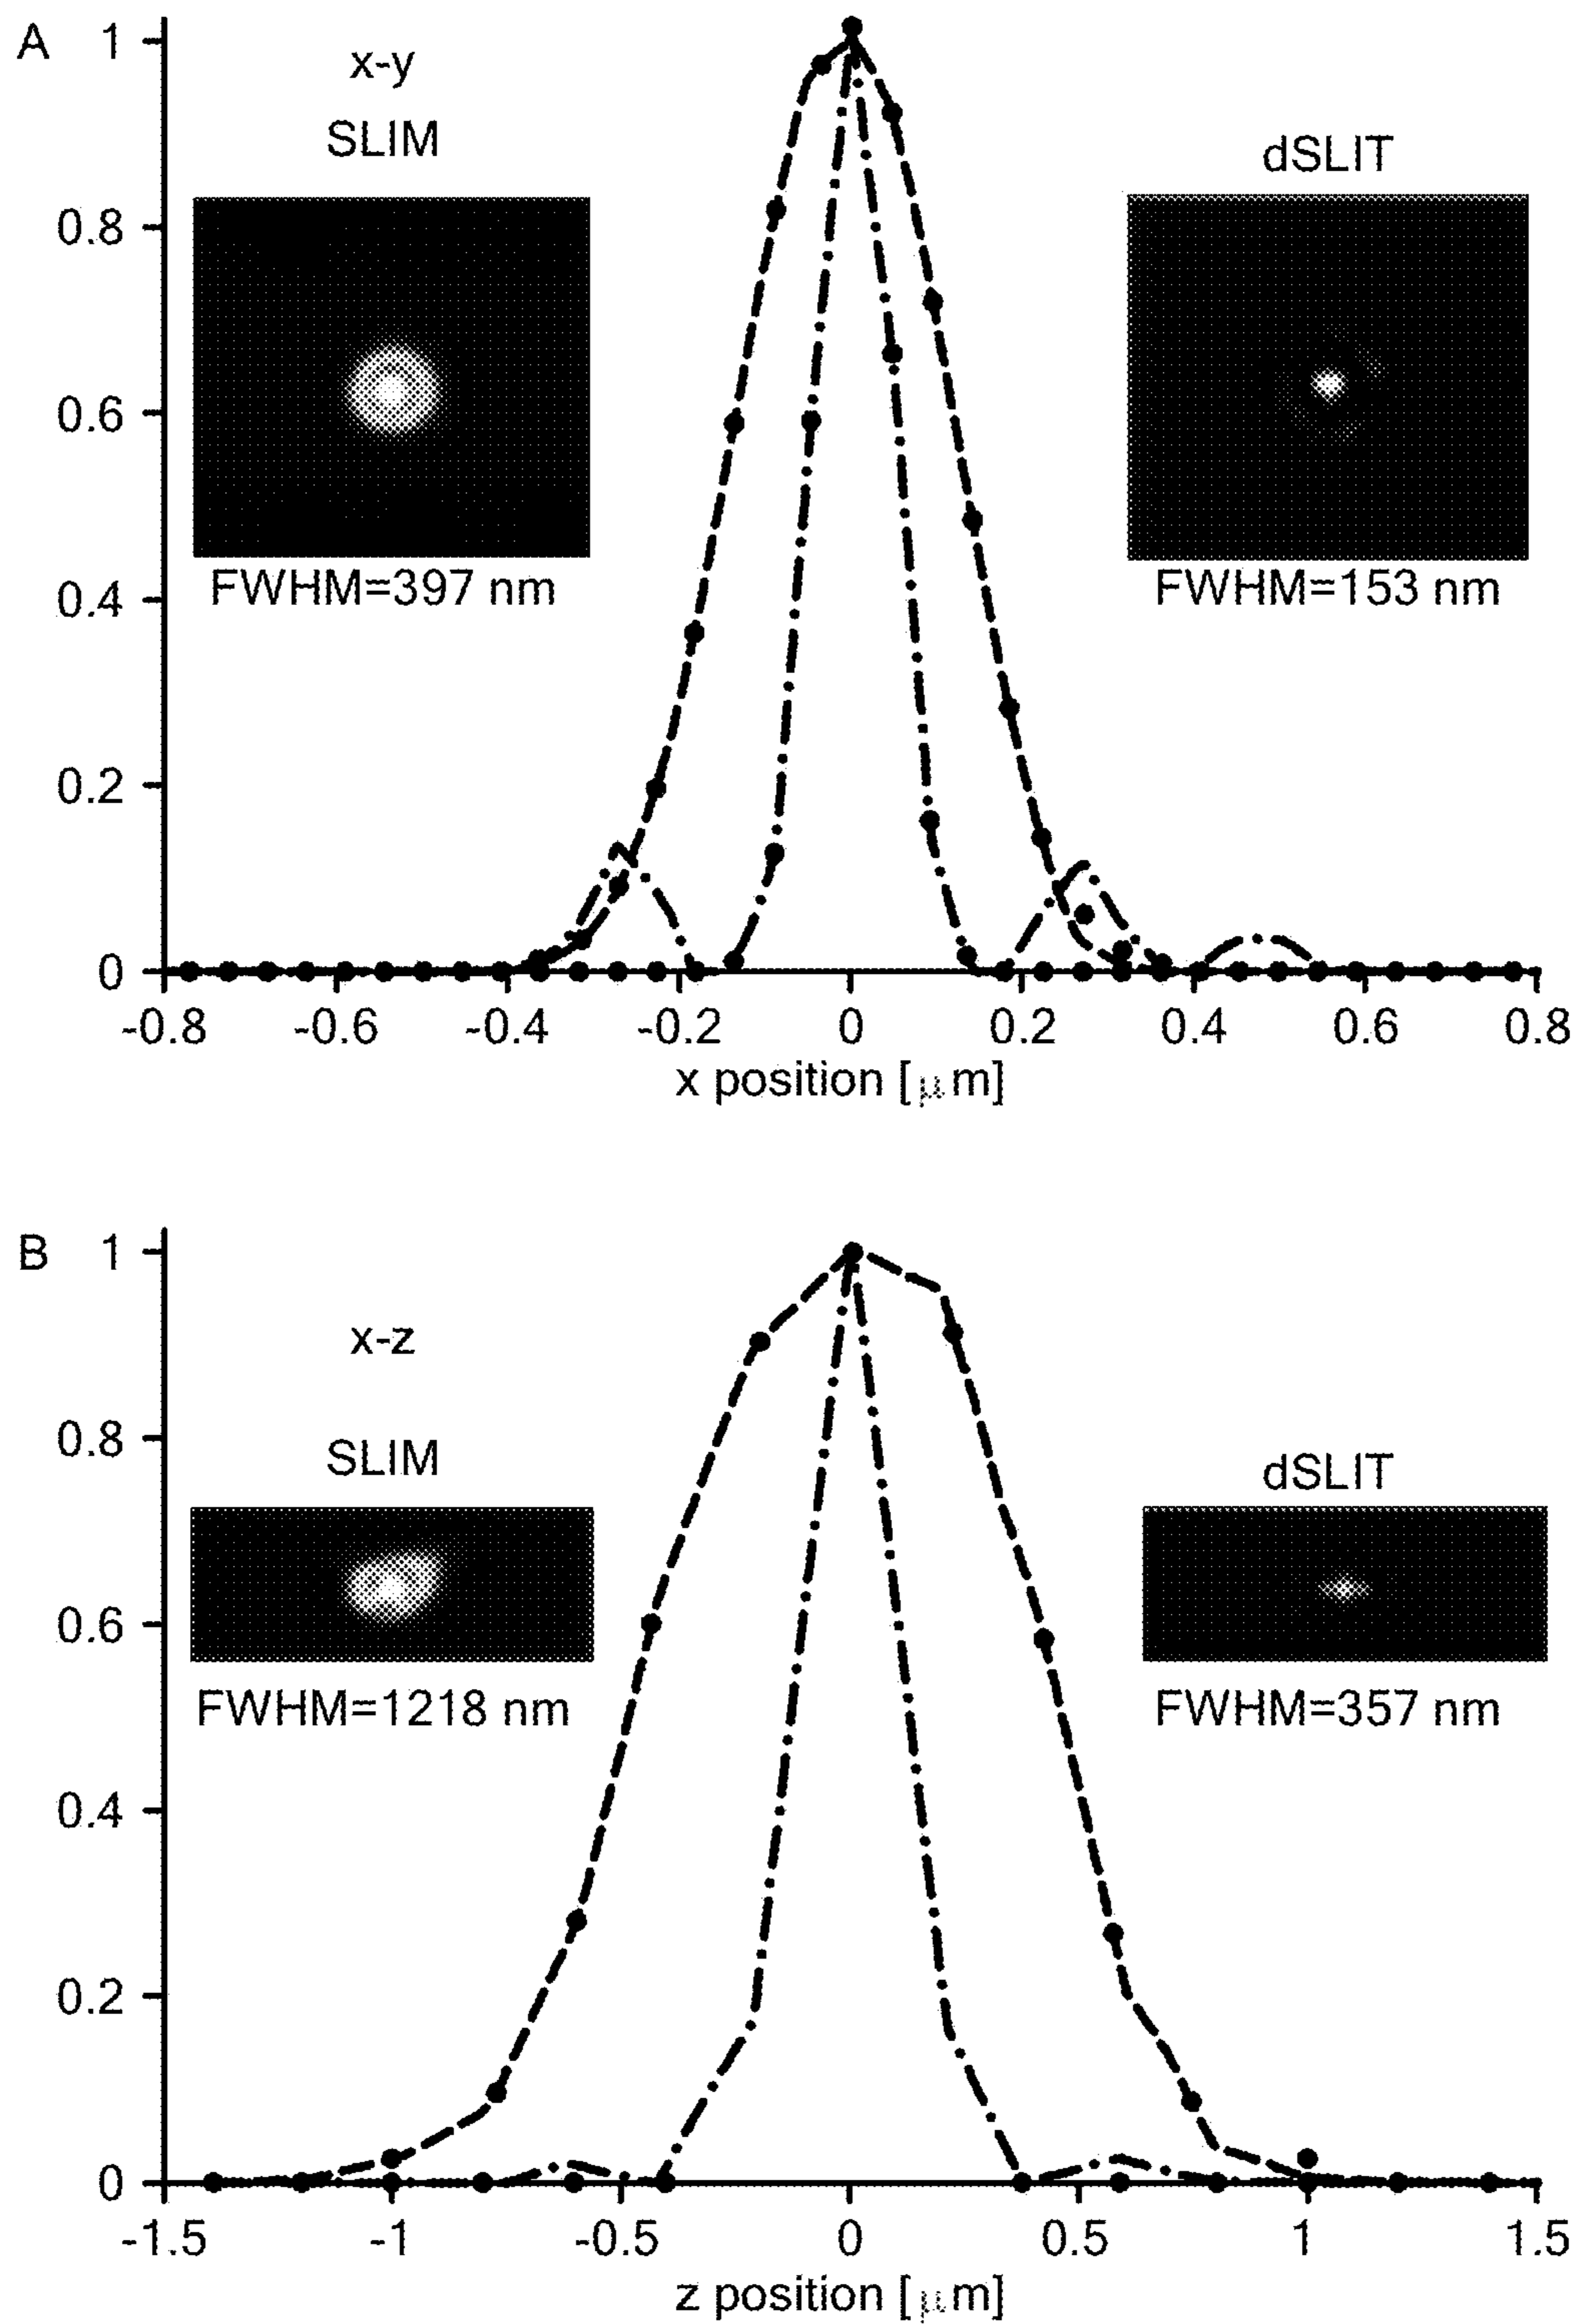 A
x-y
SLIM
dSLIT
FWHM=397 nm
FWHM=153 nm
1
0.8
0.6
0.4
0.2
0
-0.8 -0.6 -0.4 -0.2 0 0.2 0.4 0.6 0.8
x position [μm]
B
x-z
SLIM
dSLIT
FWHM=1218 nm
FWHM=357 nm
1
0.8
0.6
0.4
0.2
0
-1.5 -1 -0.5 0 0.5 1 1.5
z position [μm]